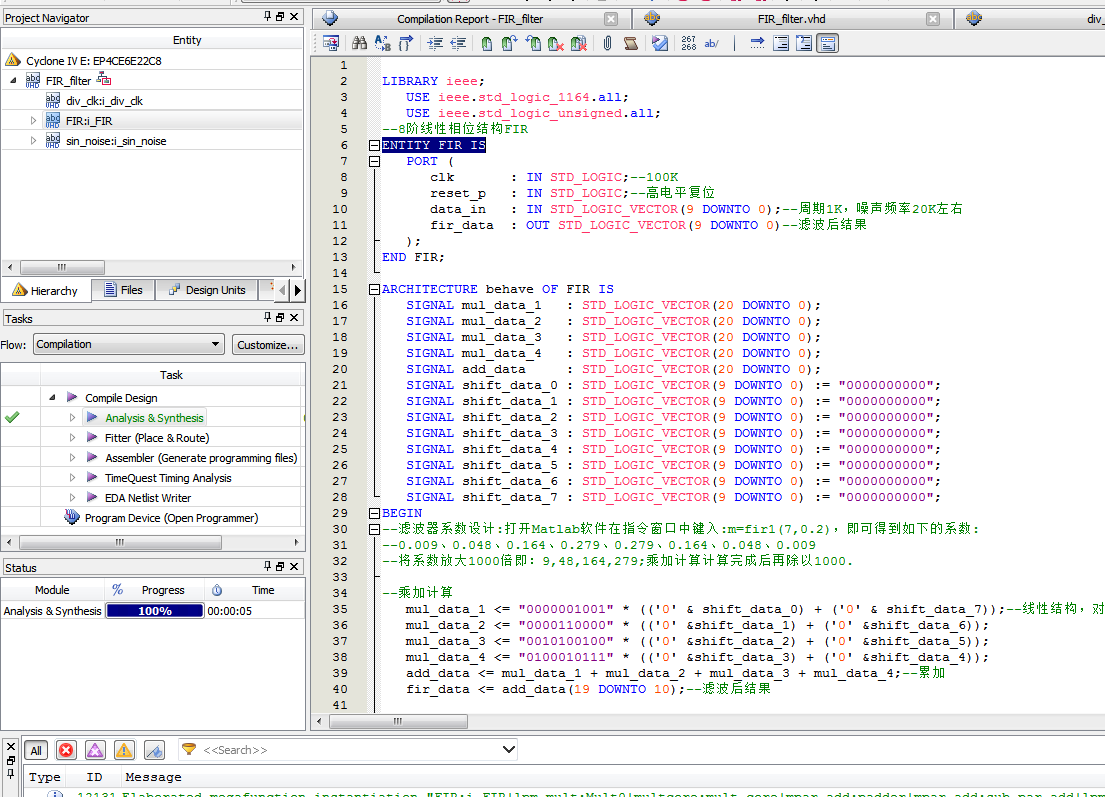 Project Navigator
Entity
Cyclone IV E: EP4CE6E22C8
FIR_filter
div_clk:i_div_clk
FIR:i_FIR
sin_noise:i_sin_noise
Hierarchy
Files
Design Units
Tasks
Flow:
Compilation
Customize...
Task
Compile Design
Analysis & Synthesis
Fitter (Place & Route)
Assembler (Generate programming files)
TimeQuest Timing Analysis
EDA Netlist Writer
Program Device (Open Programmer)
Status
Module % Progress Time
Analysis & Synthesis 100% 00:00:05
Compilation Report - FIR_filter
FIR_filter.vhd
div_
267
268
ab/
1
2 LIBRARY ieee;
3 USE ieee.std_logic_1164.all;
4 USE ieee.std_logic_unsigned.all;
5 --8阶线性相位结构FIR
6 ENTITY FIR IS
7 PORT (
8 clk : IN STD_LOGIC;--100K
9 reset_p : IN STD_LOGIC;--高电平复位
10 data_in : IN STD_LOGIC_VECTOR(9 DOWNTO 0);--周期1K，噪声频率20K左右
11 fir_data : OUT STD_LOGIC_VECTOR(9 DOWNTO 0)--滤波后结果
12 );
13 END FIR;
14
15 ARCHITECTURE behave OF FIR IS
16 SIGNAL mul_data_1 : STD_LOGIC_VECTOR(20 DOWNTO 0);
17 SIGNAL mul_data_2 : STD_LOGIC_VECTOR(20 DOWNTO 0);
18 SIGNAL mul_data_3 : STD_LOGIC_VECTOR(20 DOWNTO 0);
19 SIGNAL mul_data_4 : STD_LOGIC_VECTOR(20 DOWNTO 0);
20 SIGNAL add_data : STD_LOGIC_VECTOR(20 DOWNTO 0);
21 SIGNAL shift_data_0 : STD_LOGIC_VECTOR(9 DOWNTO 0) := "0000000000";
22 SIGNAL shift_data_1 : STD_LOGIC_VECTOR(9 DOWNTO 0) := "0000000000";
23 SIGNAL shift_data_2 : STD_LOGIC_VECTOR(9 DOWNTO 0) := "0000000000";
24 SIGNAL shift_data_3 : STD_LOGIC_VECTOR(9 DOWNTO 0) := "0000000000";
25 SIGNAL shift_data_4 : STD_LOGIC_VECTOR(9 DOWNTO 0) := "0000000000";
26 SIGNAL shift_data_5 : STD_LOGIC_VECTOR(9 DOWNTO 0) := "0000000000";
27 SIGNAL shift_data_6 : STD_LOGIC_VECTOR(9 DOWNTO 0) := "0000000000";
28 SIGNAL shift_data_7 : STD_LOGIC_VECTOR(9 DOWNTO 0) := "0000000000";
29 BEGIN
30 --滤波器系数设计:打开Matlab软件在指令窗口中键入:m=fir1(7,0.2)，即可得到如下的系数:
31 --0.009、0.048、0.164、0.279、0.279、0.164、0.048、0.009
32 --将系数放大1000倍即：9,48,164,279;乘加计算计算完成后再除以1000.
33
34 --乘加计算
35 mul_data_1 <= "0000001001" * (('0' & shift_data_0) + ('0' & shift_data_7));--线性结构，对
36 mul_data_2 <= "0000110000" * (('0' &shift_data_1) + ('0' &shift_data_6));
37 mul_data_3 <= "0010100100" * (('0' &shift_data_2) + ('0' &shift_data_5));
38 mul_data_4 <= "0100010111" * (('0' &shift_data_3) + ('0' &shift_data_4));
39 add_data <= mul_data_1 + mul_data_2 + mul_data_3 + mul_data_4;--累加
40 fir_data <= add_data(19 DOWNTO 10);--滤波后结果
41
All
<<Search>>
Type ID Message